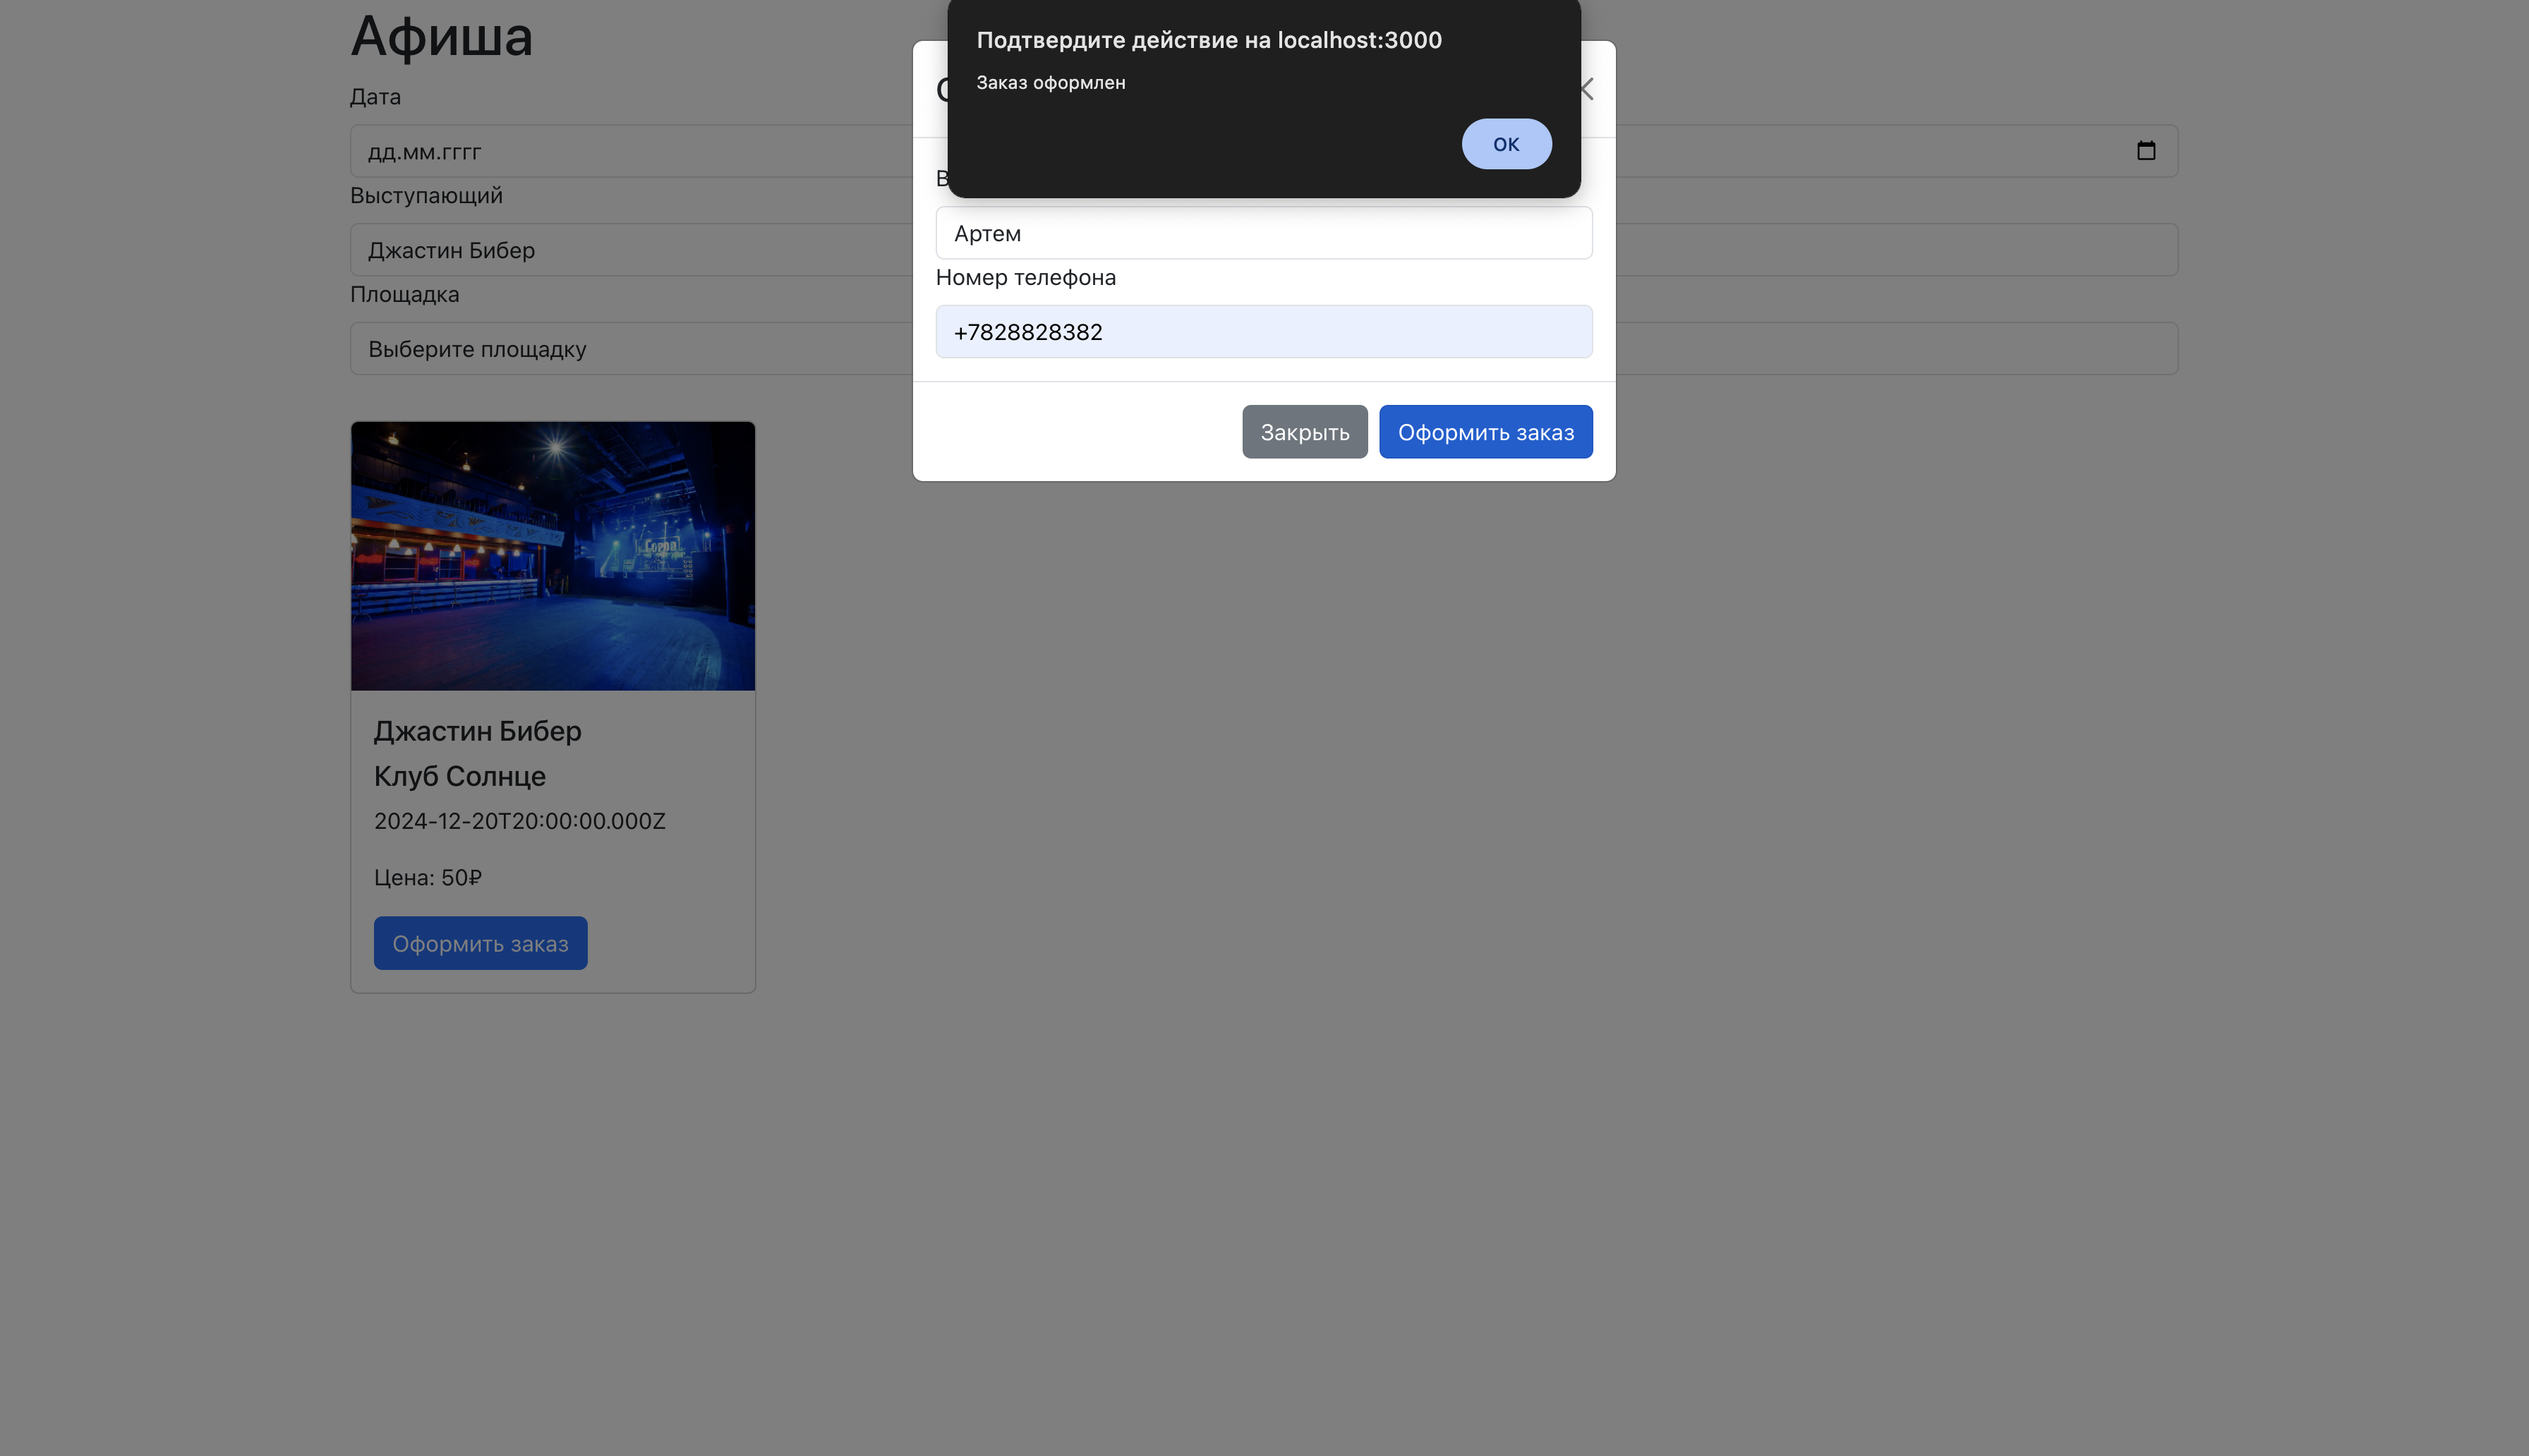 Афиша
Дата
дд.мм.гггг
Выступающий
Джастин Бибер
Площадка
Выберите площадку
Подтвердите действие на localhost:3000
Заказ оформлен
ОК
Артем
Номер телефона
+7828828382
Закрыть
Оформить заказ
Город
Джастин Бибер
Клуб Солнце
2024-12-20T20:00:00.000Z
Цена: 50₽
Оформить заказ